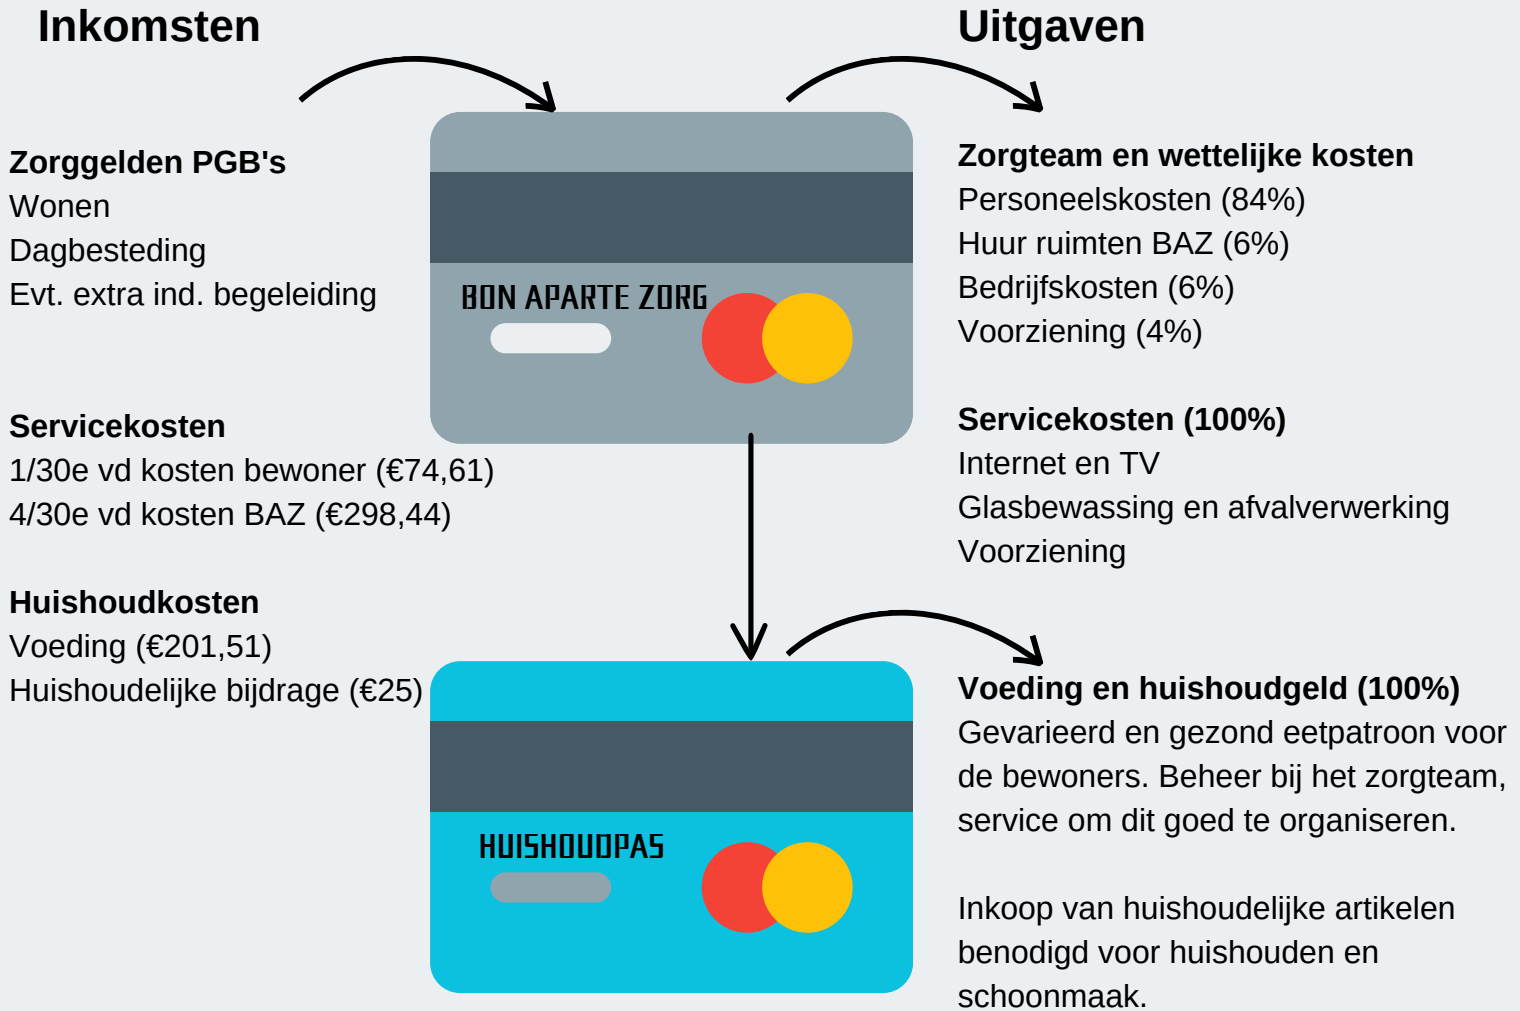 Inkomsten
Zorggelden PGB's
Wonen
Dagbesteding
Evt. extra ind. begeleiding
Servicekosten
1/30e vd kosten bewoner (€74,61)
4/30e vd kosten BAZ (€298,44)
Huishoudkosten
Voeding (€201,51)
Huishoudelijke bijdrage (€25)
BON APARTE ZORG
HUISHOUDPAS
Uitgaven
Zorgteam en wettelijke kosten
Personeelskosten (84%)
Huur ruimten BAZ (6%)
Bedrijfskosten (6%)
Voorziening (4%)
Servicekosten (100%)
Internet en TV
Glasbewassing en afvalverwerking
Voorziening
Voeding en huishoudgeld (100%)
Gevarieerd en gezond eetpatroon voor
de bewoners. Beheer bij het zorgteam,
service om dit goed te organiseren.
Inkoop van huishoudelijke artikelen
benodigd voor huishouden en
schoonmaak.